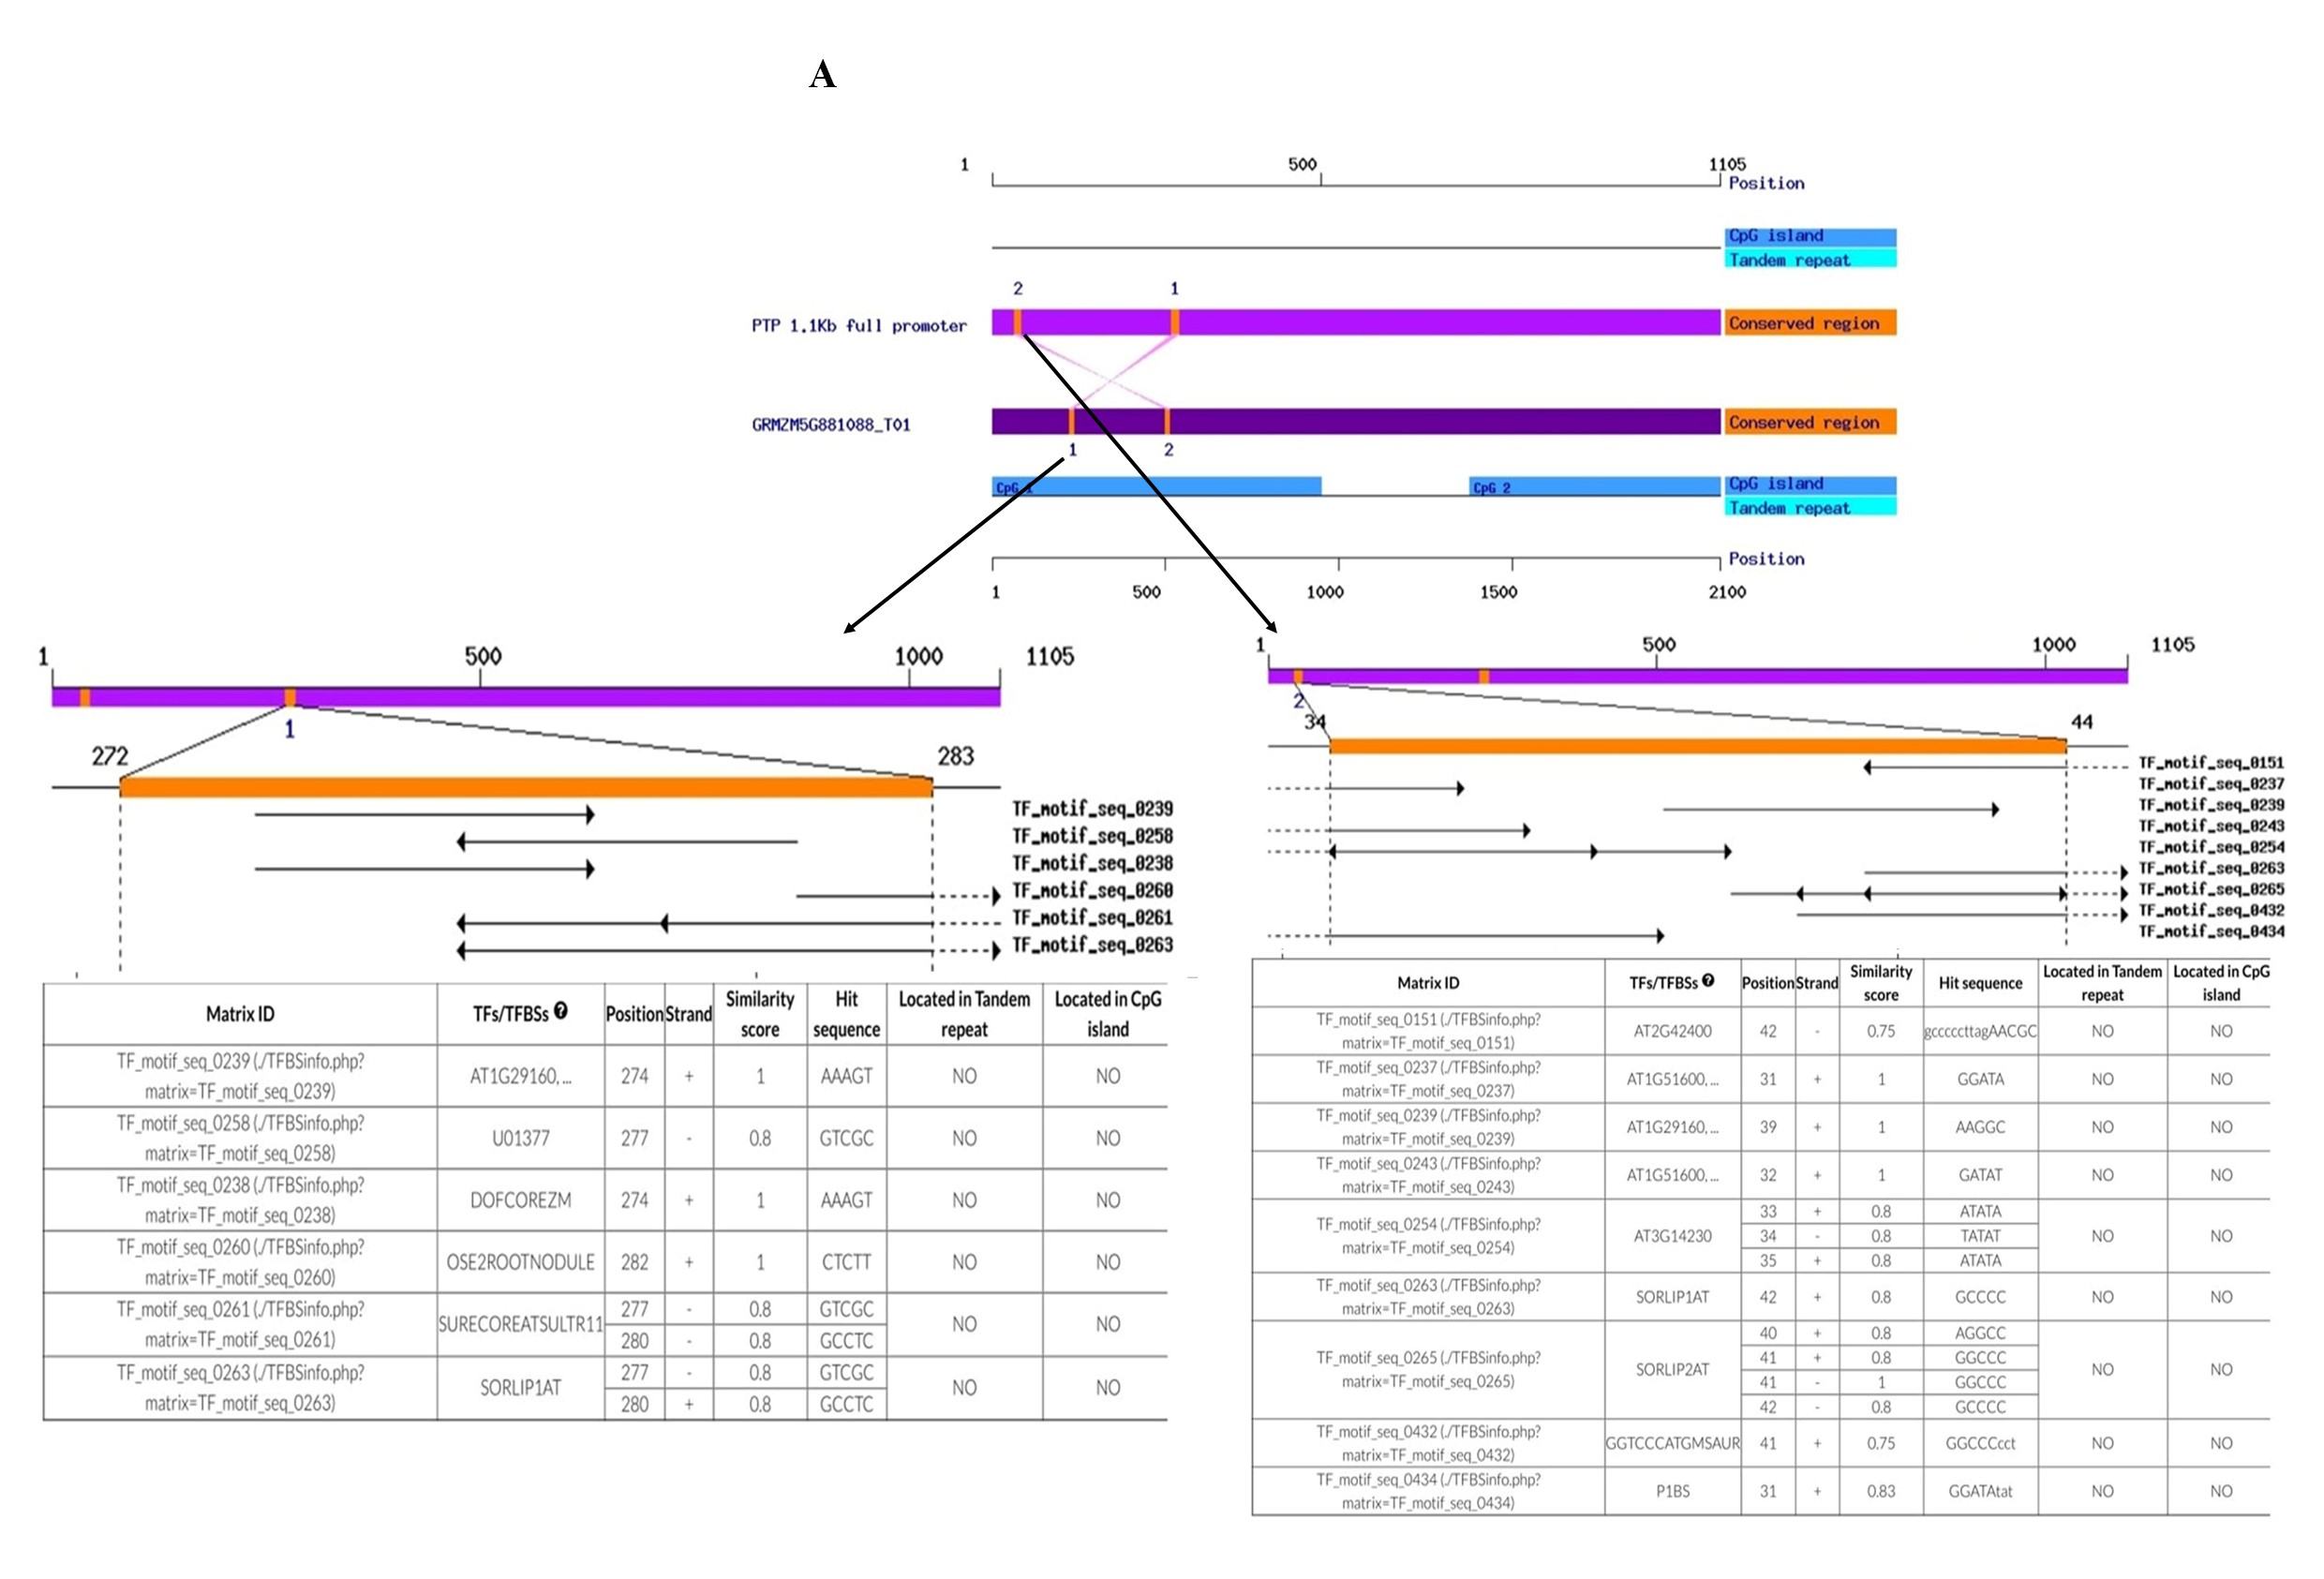 A
1 500 1105
Position
CpG island
Tandem repeat
2 1
PTP 1.1Kb full promoter
Conserved region
GRMZM5G881088_T01
Conserved region
1 2
CpG 1
CpG 2
CpG island
Tandem repeat
Position
1 500 1000 1500 2100
1 500 1000 1105
1
272 283
TF_motif_seq_0239
TF_motif_seq_0258
TF_motif_seq_0238
TF_motif_seq_0260
TF_motif_seq_0261
TF_motif_seq_0263
Matrix ID TFs/TFBSs ? Position Strand Similarity score Hit sequence Located in Tandem repeat Located in CpG island
TF_motif_seq_0239 (./TFBSinfo.php?
matrix=TF_motif_seq_0239) AT1G29160,... 274 + 1 AAAGT NO NO
TF_motif_seq_0258 (./TFBSinfo.php?
matrix=TF_motif_seq_0258) U01377 277 - 0.8 GTCGC NO NO
TF_motif_seq_0238 (./TFBSinfo.php?
matrix=TF_motif_seq_0238) DOFCOREZM 274 + 1 AAAGT NO NO
TF_motif_seq_0260 (./TFBSinfo.php?
matrix=TF_motif_seq_0260) OSE2ROOTNODULE 282 + 1 CTCTT NO NO
TF_motif_seq_0261 (./TFBSinfo.php?
matrix=TF_motif_seq_0261) SURECOREATSULTR11 277 - 0.8 GTCGC NO NO
280 - 0.8 GCCTC
TF_motif_seq_0263 (./TFBSinfo.php?
matrix=TF_motif_seq_0263) SORLIP1AT 277 - 0.8 GTCGC NO NO
280 + 0.8 GCCTC
1 500 1000 1105
2
34 44
TF_motif_seq_0151
TF_motif_seq_0237
TF_motif_seq_0239
TF_motif_seq_0243
TF_motif_seq_0254
TF_motif_seq_0263
TF_motif_seq_0265
TF_motif_seq_0432
TF_motif_seq_0434
Matrix ID TFs/TFBSs ? Position Strand Similarity score Hit sequence Located in Tandem repeat Located in CpG island
TF_motif_seq_0151 (./TFBSinfo.php?
matrix=TF_motif_seq_0151) AT2G42400 42 - 0.75 gcccccttagAACGC NO NO
TF_motif_seq_0237 (./TFBSinfo.php?
matrix=TF_motif_seq_0237) AT1G51600,... 31 + 1 GGATA NO NO
TF_motif_seq_0239 (./TFBSinfo.php?
matrix=TF_motif_seq_0239) AT1G29160,... 39 + 1 AAGGC NO NO
TF_motif_seq_0243 (./TFBSinfo.php?
matrix=TF_motif_seq_0243) AT1G51600,... 32 + 1 GATAT NO NO
TF_motif_seq_0254 (./TFBSinfo.php?
matrix=TF_motif_seq_0254) AT3G14230 33 + 0.8 ATATA NO NO
34 - 0.8 TATAT
35 + 0.8 ATATA
TF_motif_seq_0263 (./TFBSinfo.php?
matrix=TF_motif_seq_0263) SORLIP1AT 42 + 0.8 GCCCC NO NO
TF_motif_seq_0265 (./TFBSinfo.php?
matrix=TF_motif_seq_0265) SORLIP2AT 40 + 0.8 AGGCC NO NO
41 + 0.8 GGCCC
41 - 1 GGCCC
42 - 0.8 GCCCC
TF_motif_seq_0432 (./TFBSinfo.php?
matrix=TF_motif_seq_0432) GGTCCCATGMSAUR 41 + 0.75 GGCCCcct NO NO
TF_motif_seq_0434 (./TFBSinfo.php?
matrix=TF_motif_seq_0434) P1BS 31 + 0.83 GGATAtat NO NO